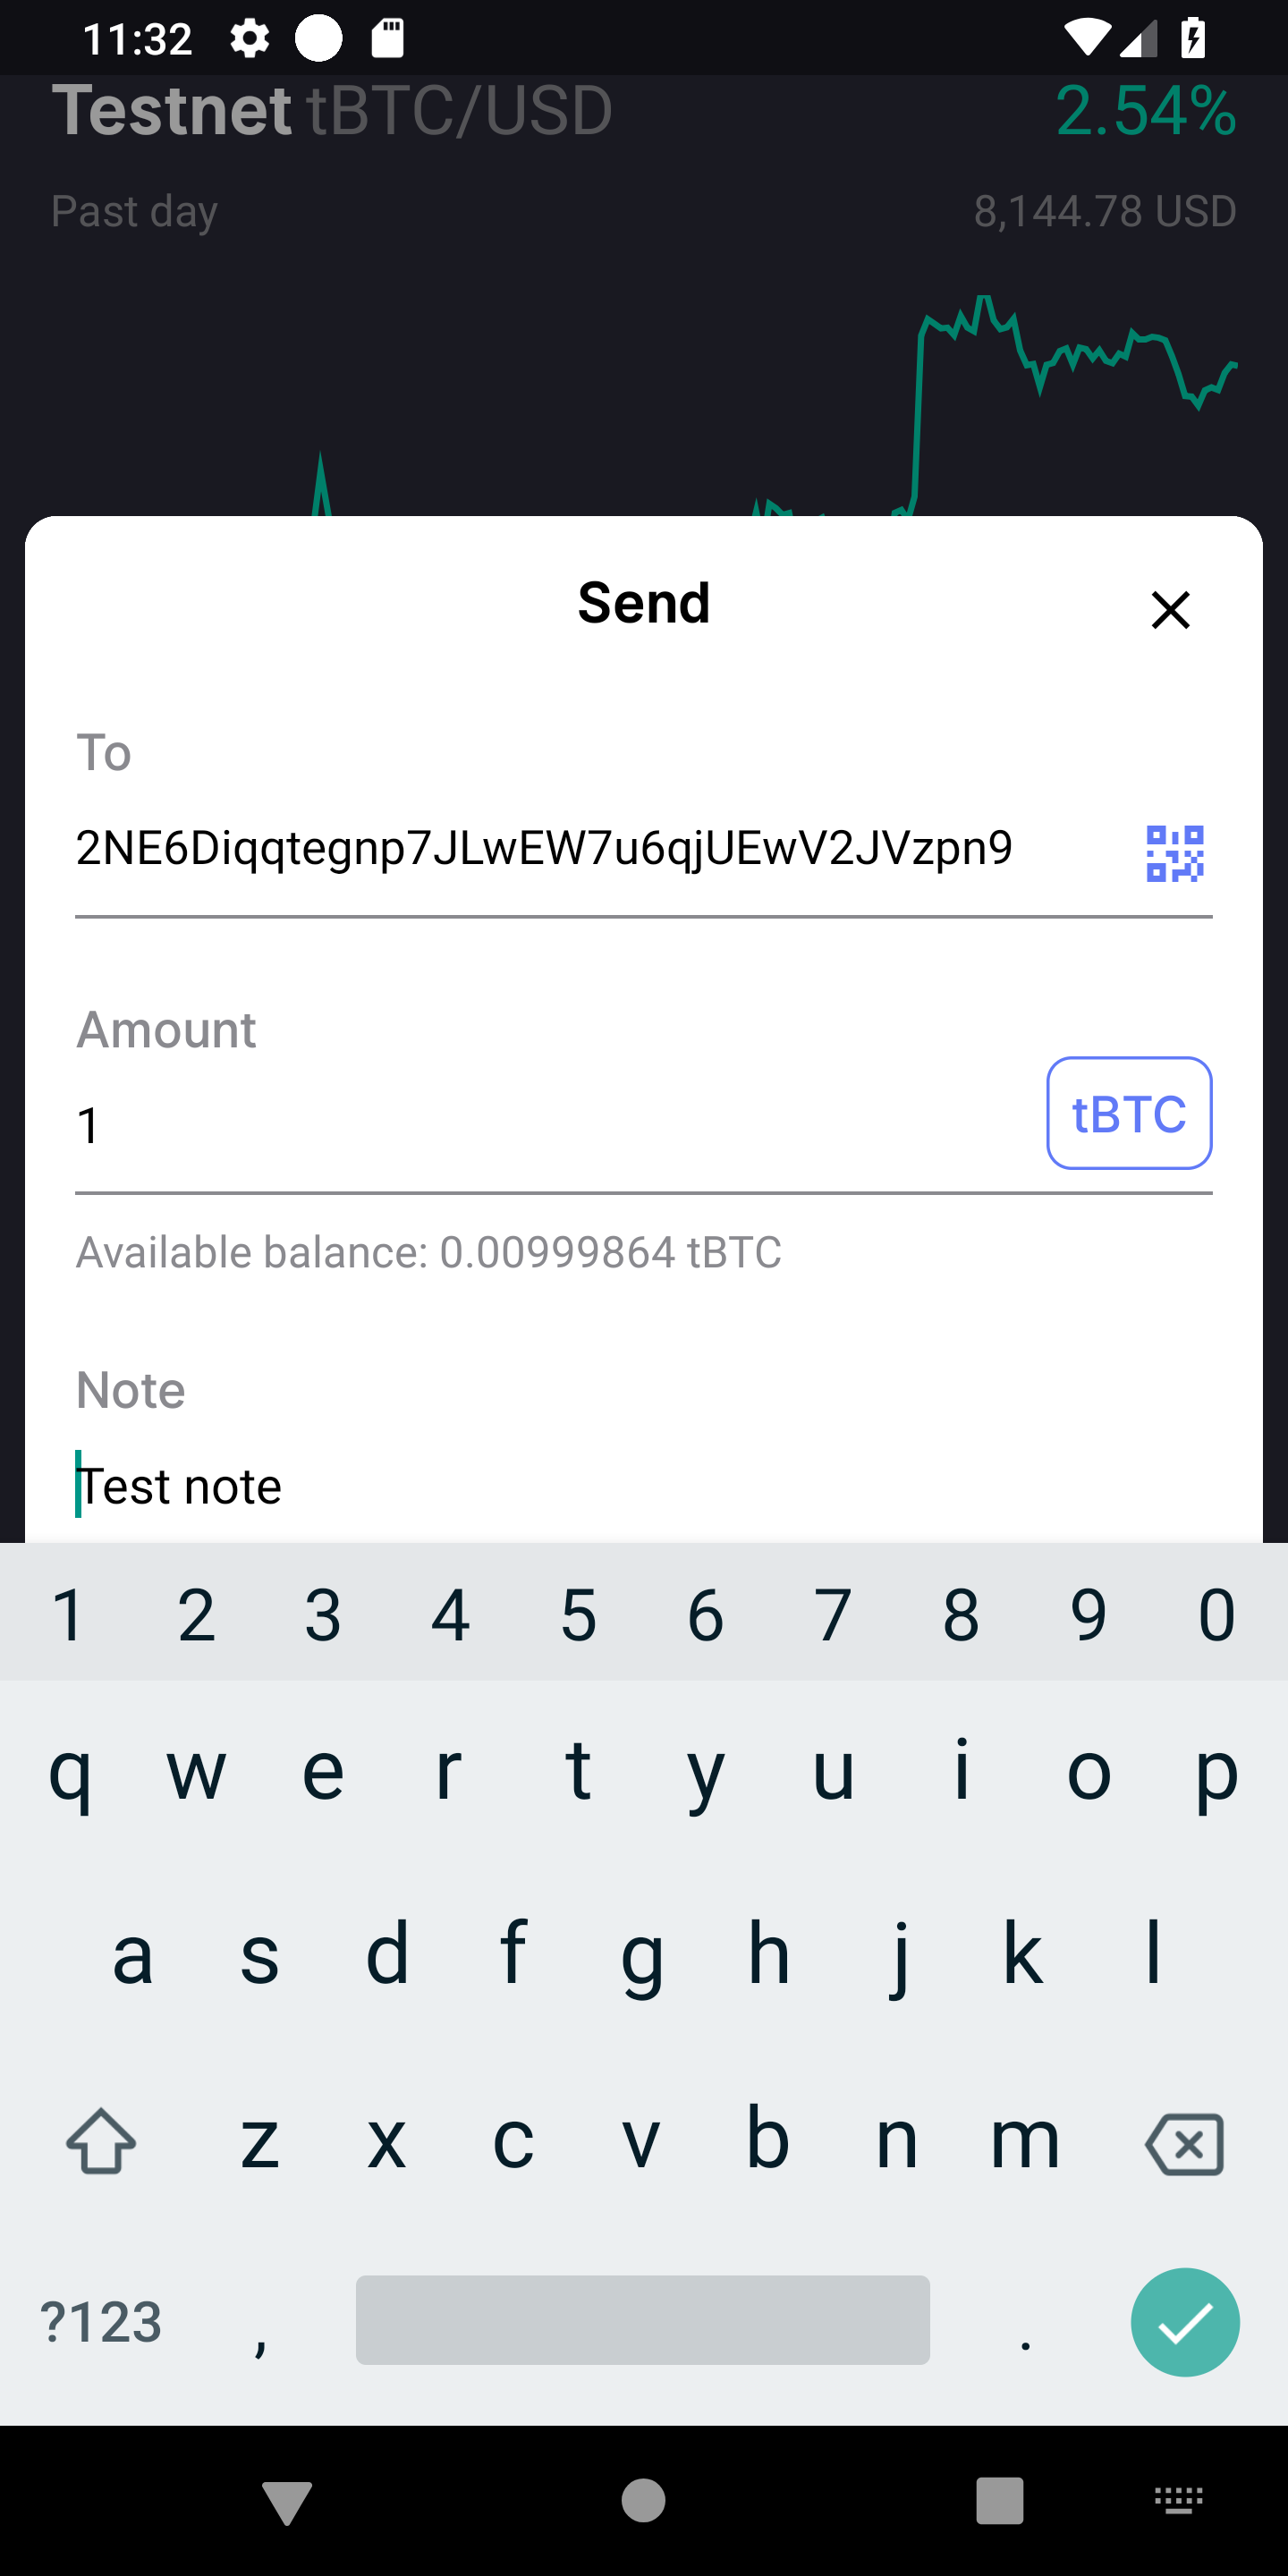 11:32
Testnet tBTC/USD 2.54%
Past day 8,144.78 USD
Send
To
2NE6Diqqtegnp7JLwEW7u6qjUEwV2JVzpn9
Amount
1 tBTC
Available balance: 0.00999864 tBTC
Note
Test note
1 2 3 4 5 6 7 8 9 0
q w e r t y u i o p
a s d f g h j k l
z x c v b n m
?123 , .